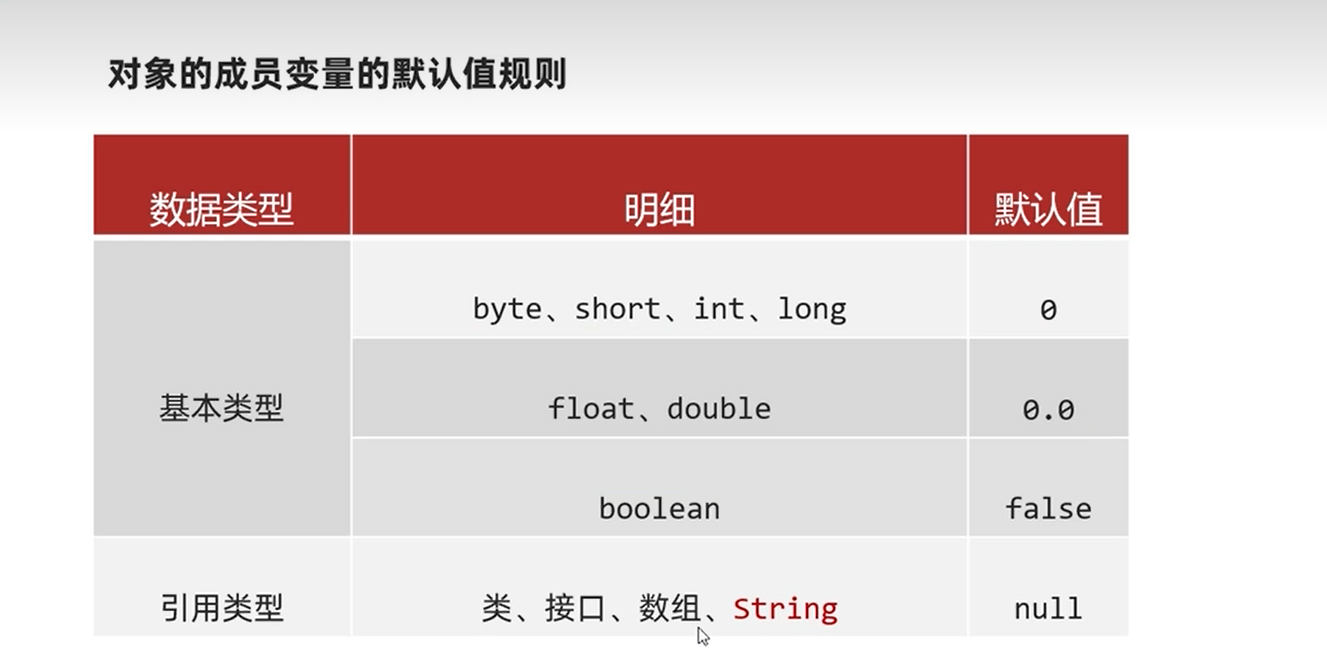 对象的成员变量的默认值规则
数据类型 明细 默认值
byte、short、int、long 0
基本类型 float、double 0.0
boolean false
引用类型 类、接口、数组、String null